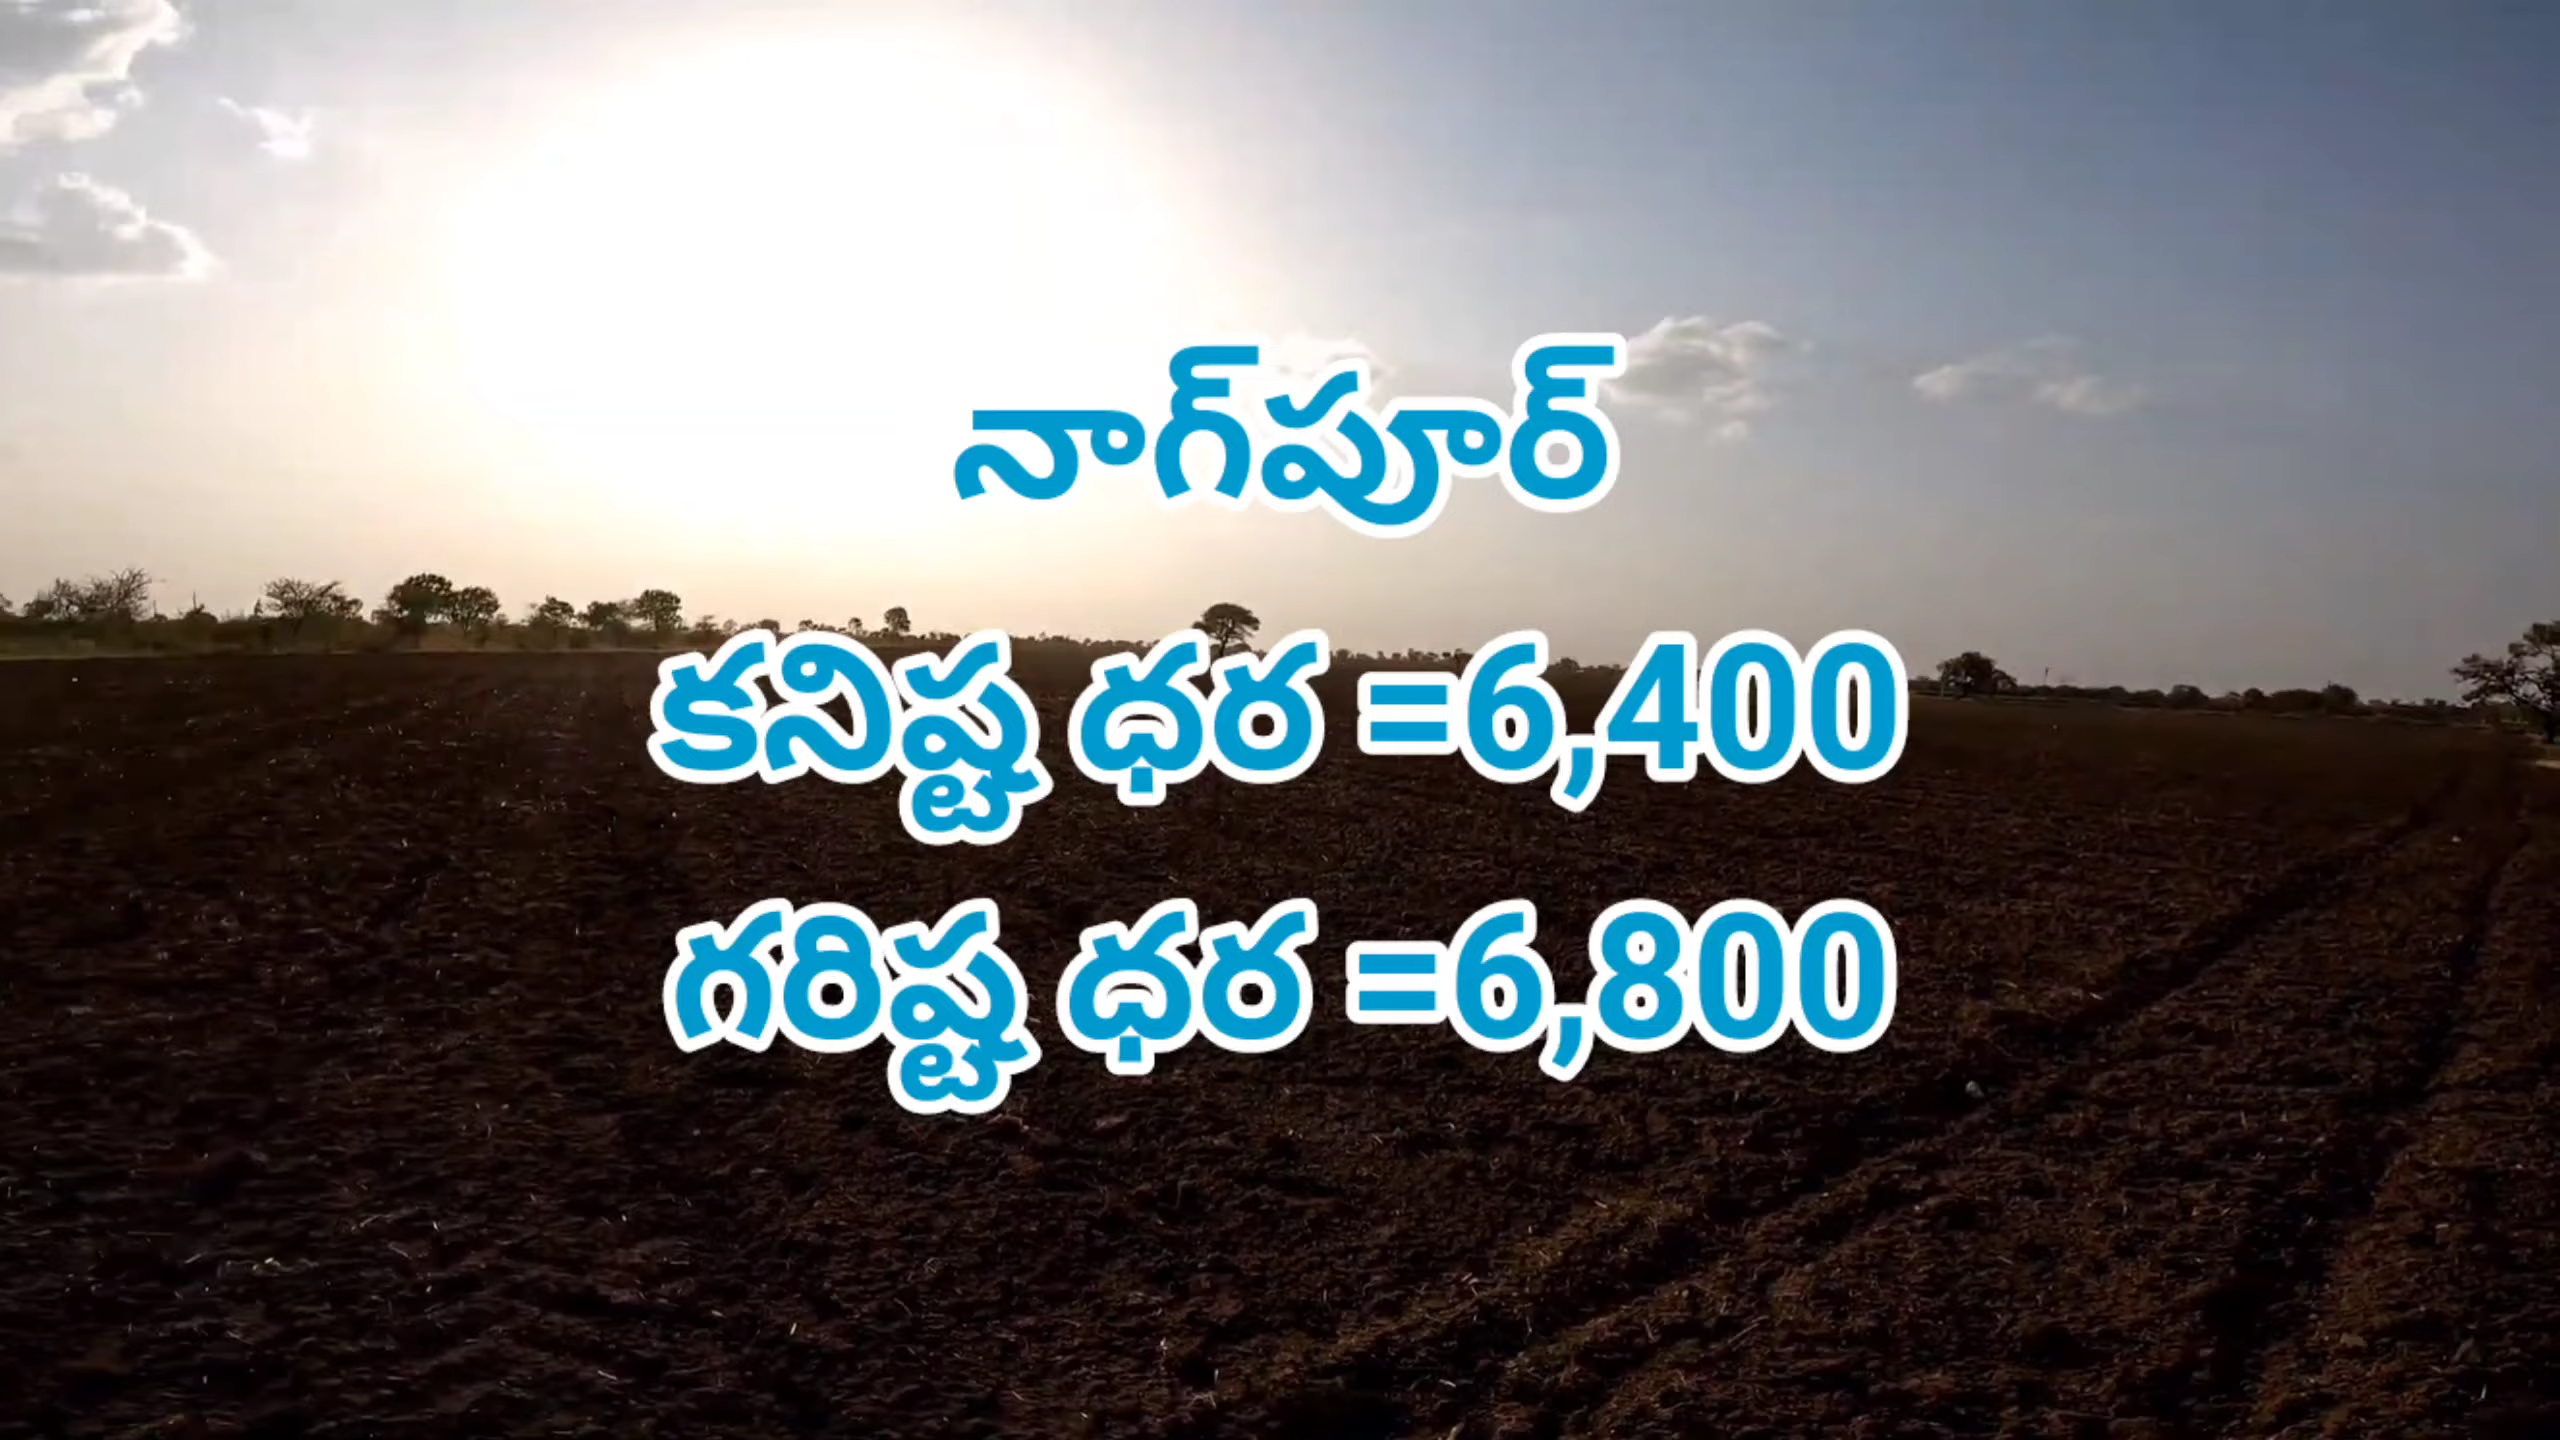 నాగ్‌పూర్
కనిష్ట ధర =6,400
గరిష్ట ధర =6,800